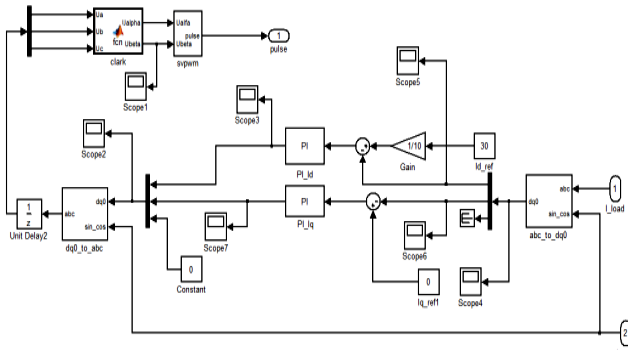 Ua
Ub
Uc
fcn
Ualpha
Ubeta
clark
Ualfa
Ubeta
pulse
svpwm
1
pulse
Scope1
Scope5
Scope3
Scope2
PI
PI_Id
1/10
Gain
30
Id_ref
1
I_load
abc
dq0
sin_cos
abc_to_dq0
1
z
Unit Delay2
dq0
abc
sin_cos
dq0_to_abc
PI
PI_Iq
Scope7
Scope6
0
Constant
0
Iq_ref1
Scope4
2